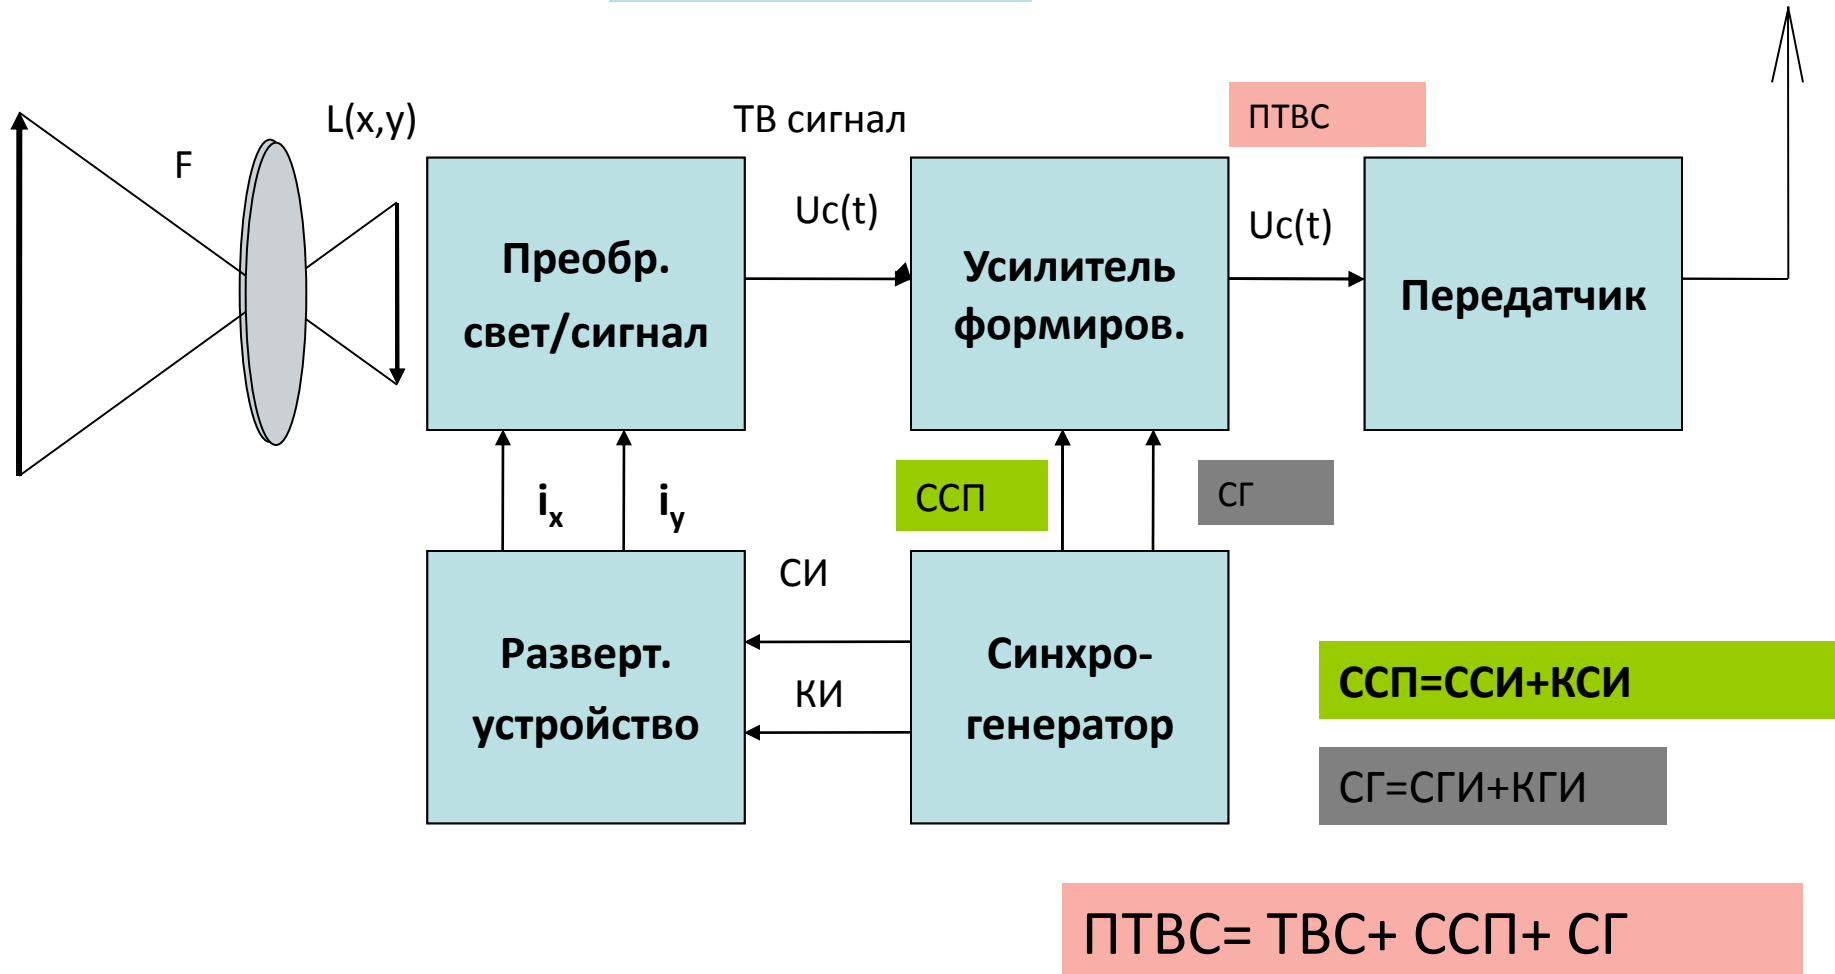 L(x,y)
F
ТВ сигнал
ПТВС
Преобр.
свет/сигнал
Uc(t)
Усилитель
формиров.
Uc(t)
Передатчик
ix
iy
ССП
СГ
СИ
КИ
Разверт.
устройство
Синхро-
генератор
ССП=ССИ+КСИ
СГ=СГИ+КГИ
ПТВС= ТВС+ ССП+ СГ